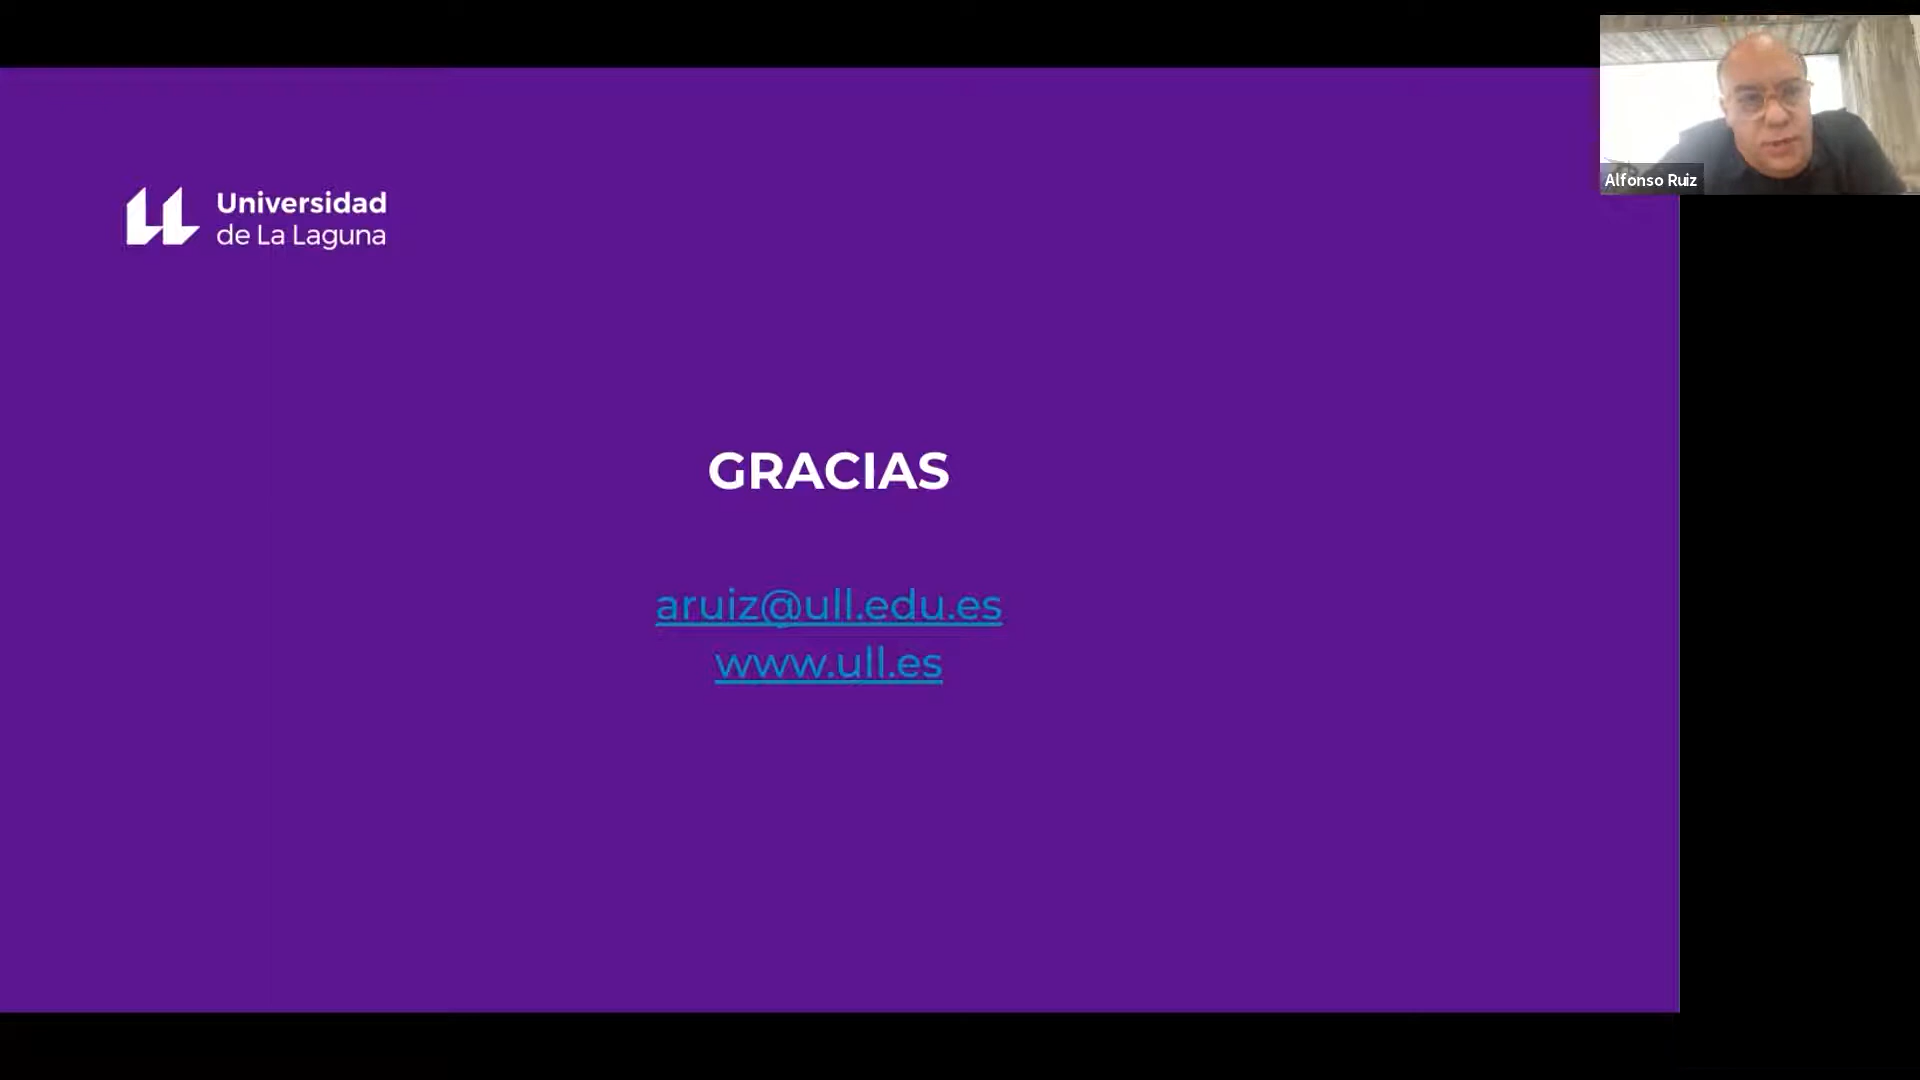 Universidad
de La Laguna
GRACIAS
aruiz@ull.edu.es
www.ull.es
Alfonso Ruiz